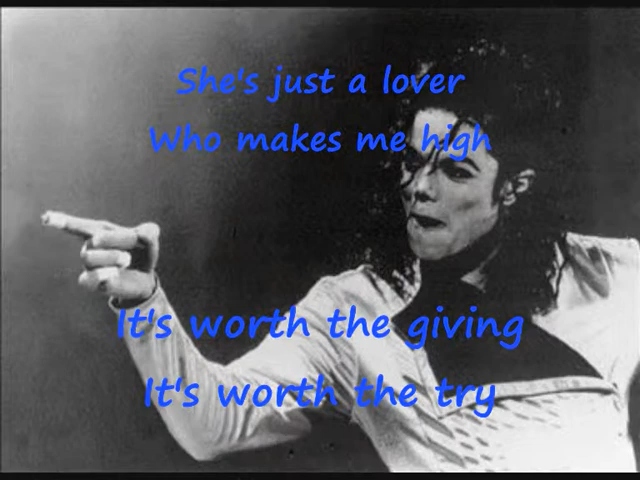 She's just a lover
Who makes me high
It's worth the giving
It's worth the try